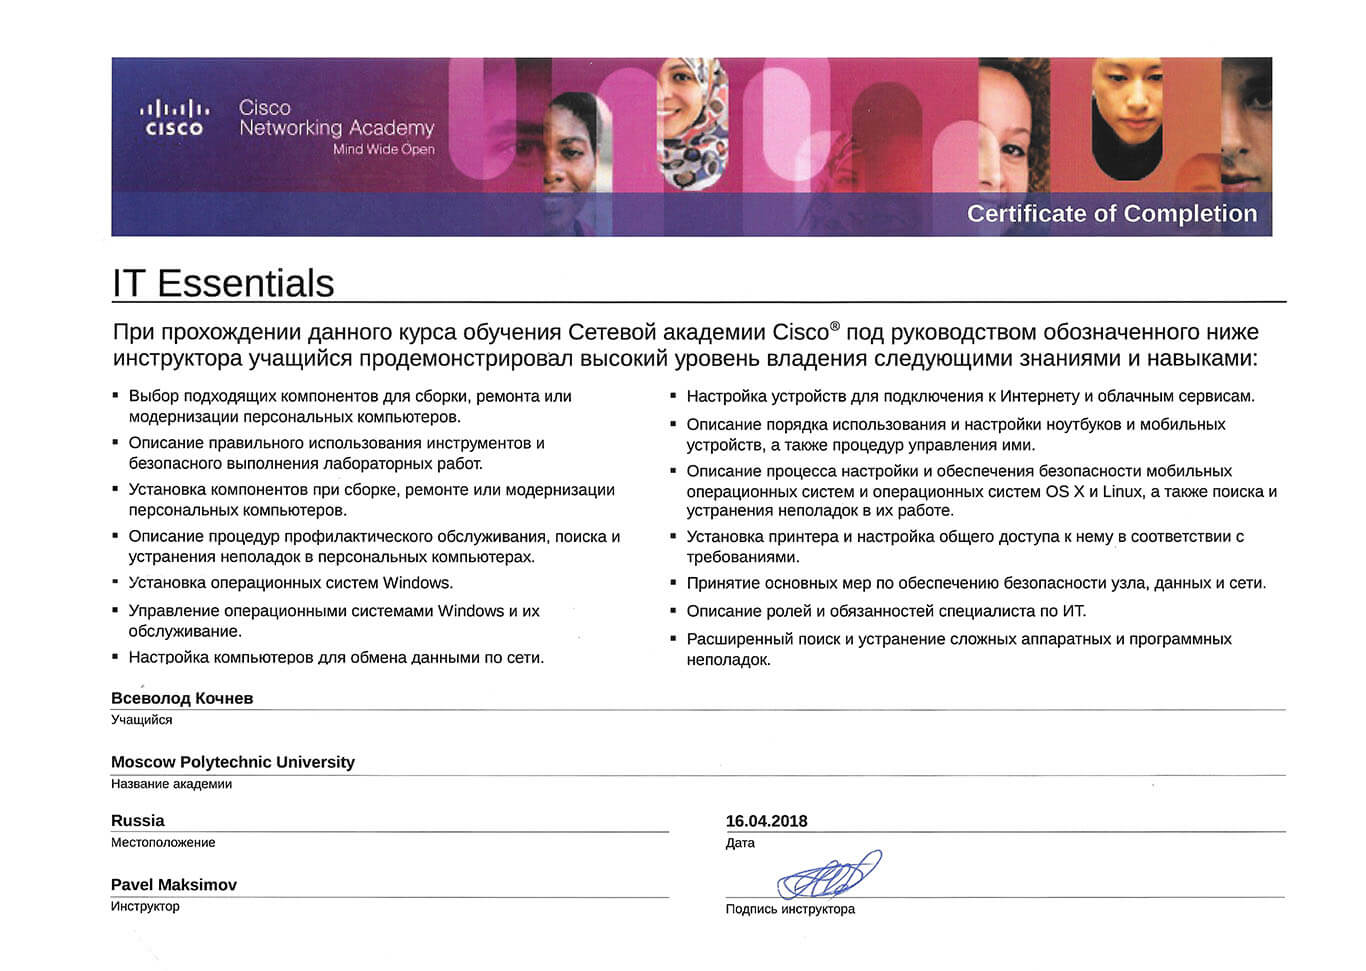 CISCO
Cisco
Networking Academy
Mind Wide Open
Certificate of Completion
IT Essentials
При прохождении данного курса обучения Сетевой академии Cisco® под руководством обозначенного ниже
инструктора учащийся продемонстрировал высокий уровень владения следующими знаниями и навыками:
▪ Выбор подходящих компонентов для сборки, ремонта или
модернизации персональных компьютеров.
▪ Описание правильного использования инструментов и
безопасного выполнения лабораторных работ.
▪ Установка компонентов при сборке, ремонте или модернизации
персональных компьютеров.
▪ Описание процедур профилактического обслуживания, поиска и
устранения неполадок в персональных компьютерах.
▪ Установка операционных систем Windows.
▪ Управление операционными системами Windows и их
обслуживание.
▪ Настройка компьютеров для обмена данными по сети.
▪ Настройка устройств для подключения к Интернету и облачным сервисам.
▪ Описание порядка использования и настройки ноутбуков и мобильных
устройств, а также процедур управления ими.
▪ Описание процесса настройки и обеспечения безопасности мобильных
операционных систем и операционных систем OS X и Linux, а также поиска и
устранения неполадок в их работе.
▪ Установка принтера и настройка общего доступа к нему в соответствии с
требованиями.
▪ Принятие основных мер по обеспечению безопасности узла, данных и сети.
▪ Описание ролей и обязанностей специалиста по ИТ.
▪ Расширенный поиск и устранение сложных аппаратных и программных
неполадок.
Всеволод Кочнев
Учащийся
Moscow Polytechnic University
Название академии
Russia
Местоположение
16.04.2018
Дата
Pavel Maksimov
Инструктор
Подпись инструктора